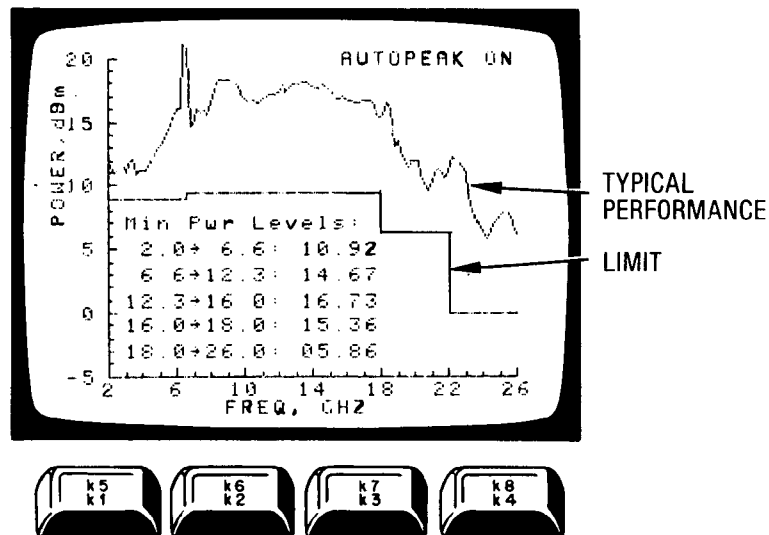 AUTOPEAK ON
POWER, dBm
20
15
10
5
0
-5
Min Pwr Levels:
2.0→ 6.6: 10.92
6 6→12.3: 14.67
12.3→16 0: 16.73
16.0→18.0: 15.36
18.0→26.0: 05.86
2 6 10 14 18 22 26
FREQ, GHZ
TYPICAL
PERFORMANCE
LIMIT
k5 k6 k7 k8
k1 k2 k3 k4